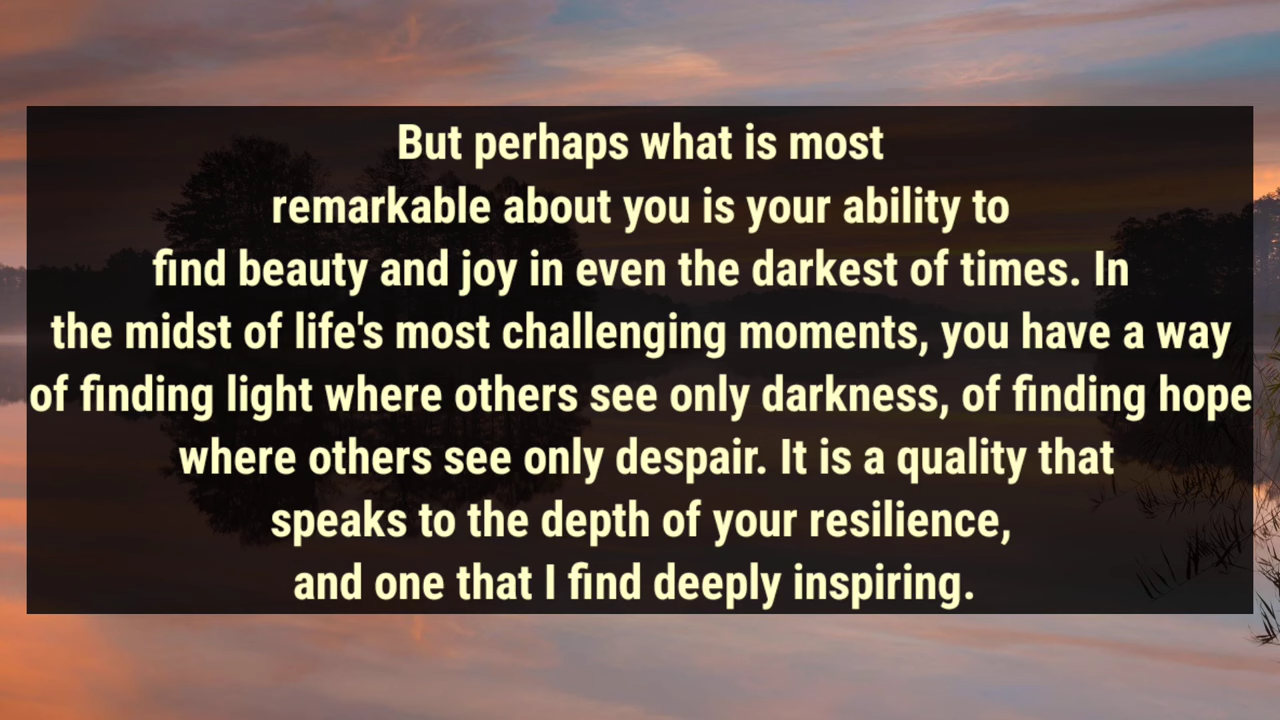 But perhaps what is most
remarkable about you is your ability to
find beauty and joy in even the darkest of times. In
the midst of life's most challenging moments, you have a way
of finding light where others see only darkness, of finding hope
where others see only despair. It is a quality that
speaks to the depth of your resilience,
and one that I find deeply inspiring.